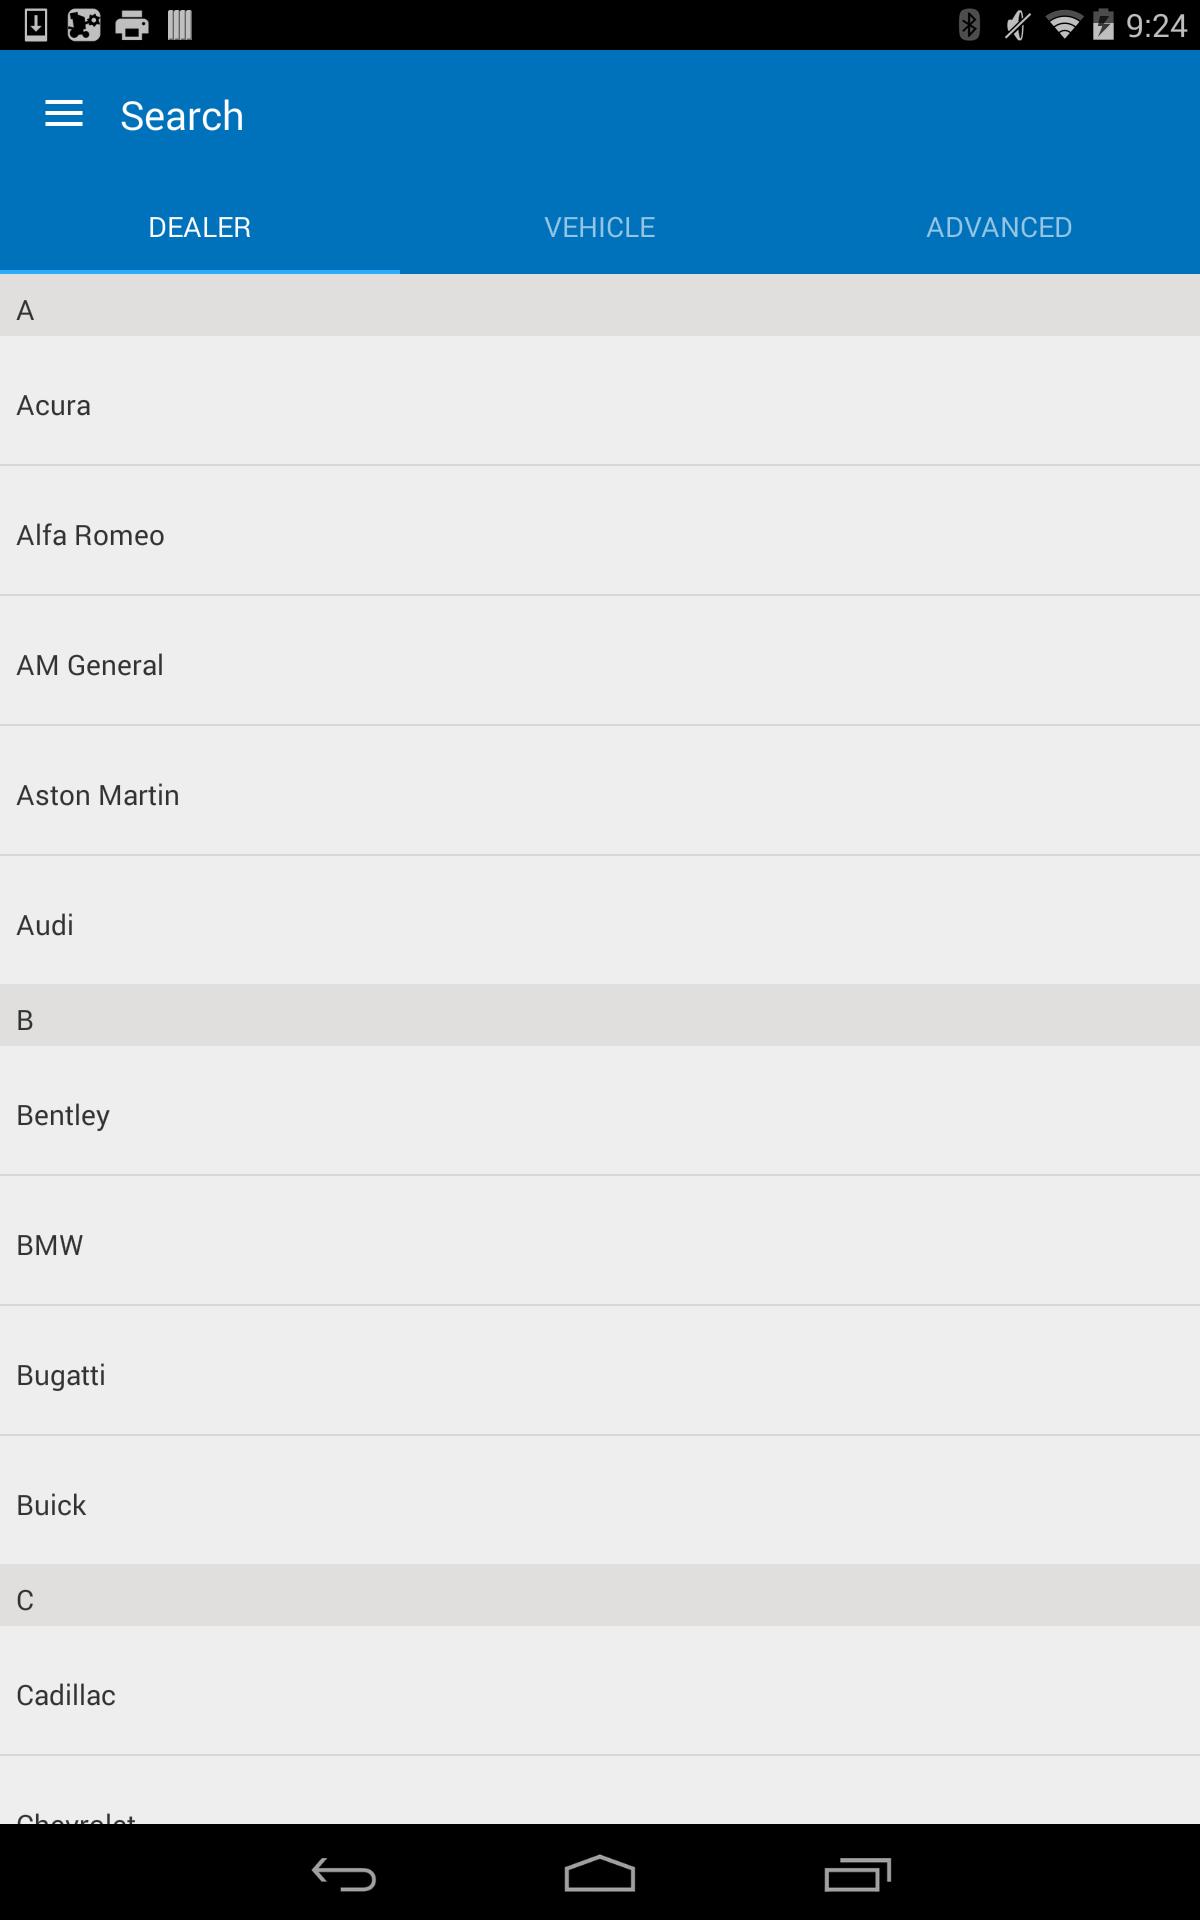 9:24
Search
DEALER
VEHICLE
ADVANCED
A
Acura
Alfa Romeo
AM General
Aston Martin
Audi
B
Bentley
BMW
Bugatti
Buick
C
Cadillac
Chevrolet